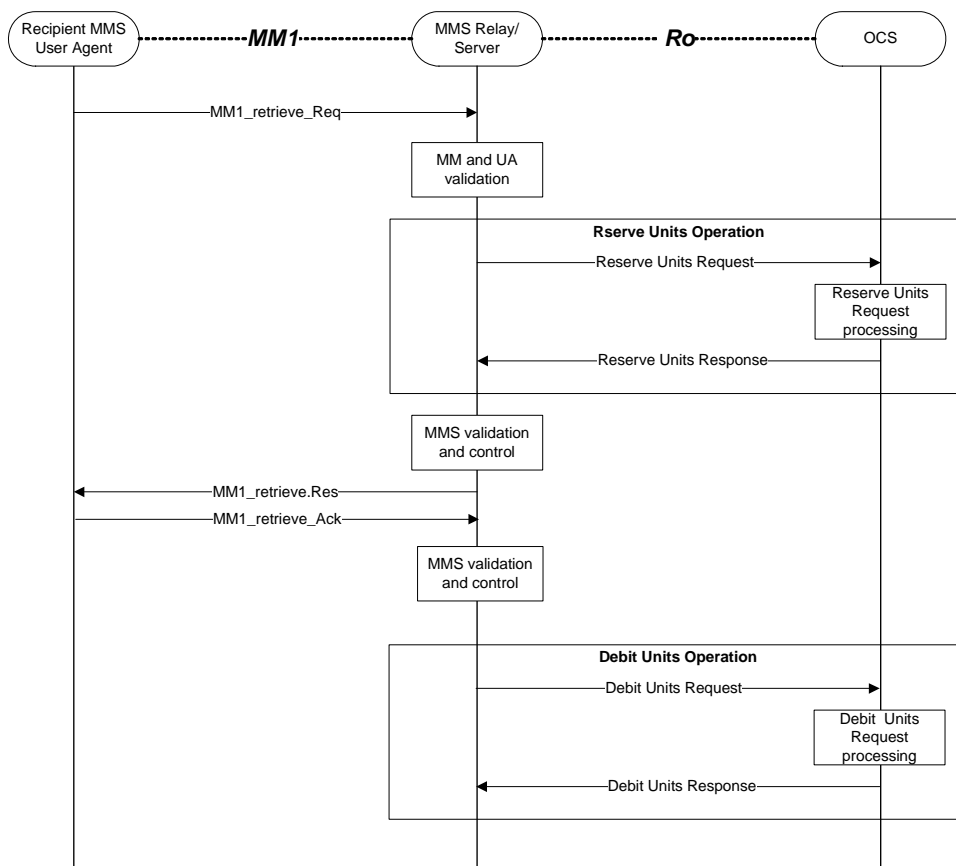 Recipient MMS
User Agent
MM1
MMS Relay/
Server
Ro
OCS
MM1_retrieve_Req
MM and UA
validation
Rserve Units Operation
Reserve Units Request
Reserve Units
Request
processing
Reserve Units Response
MMS validation
and control
MM1_retrieve.Res
MM1_retrieve_Ack
MMS validation
and control
Debit Units Operation
Debit Units Request
Debit Units
Request
processing
Debit Units Response